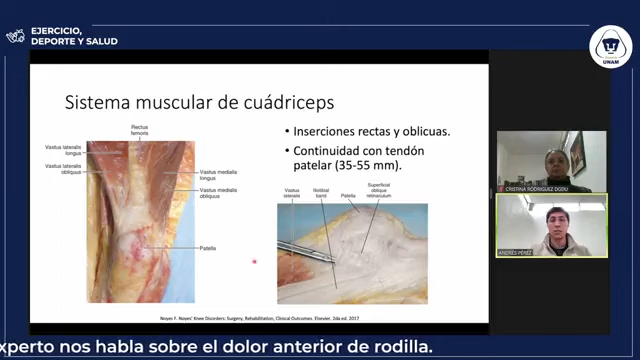 EJERCICIO,
DEPORTE Y SALUD
UNAM
Sistema muscular de cuádriceps
Rectus
femoris
Vastus lateralis
longus
Vastus lateralis
obliquus
Vastus medialis
longus
Vastus medialis
obliquus
Patella
• Inserciones rectas y oblicuas.
• Continuidad con tendón
patelar (35-55 mm).
Vastus
lateralis
Iliotibial
band
Patella
Superficial
oblique
retinaculum
Noyes F. Noyes' Knee Disorders: Surgery, Rehabilitation, Clinical Outcomes. Elsevier. 2da ed. 2017
CRISTINA RODRIGUEZ DGDU
ANDRÉS PÉREZ
xperto nos habla sobre el dolor anterior de rodilla.